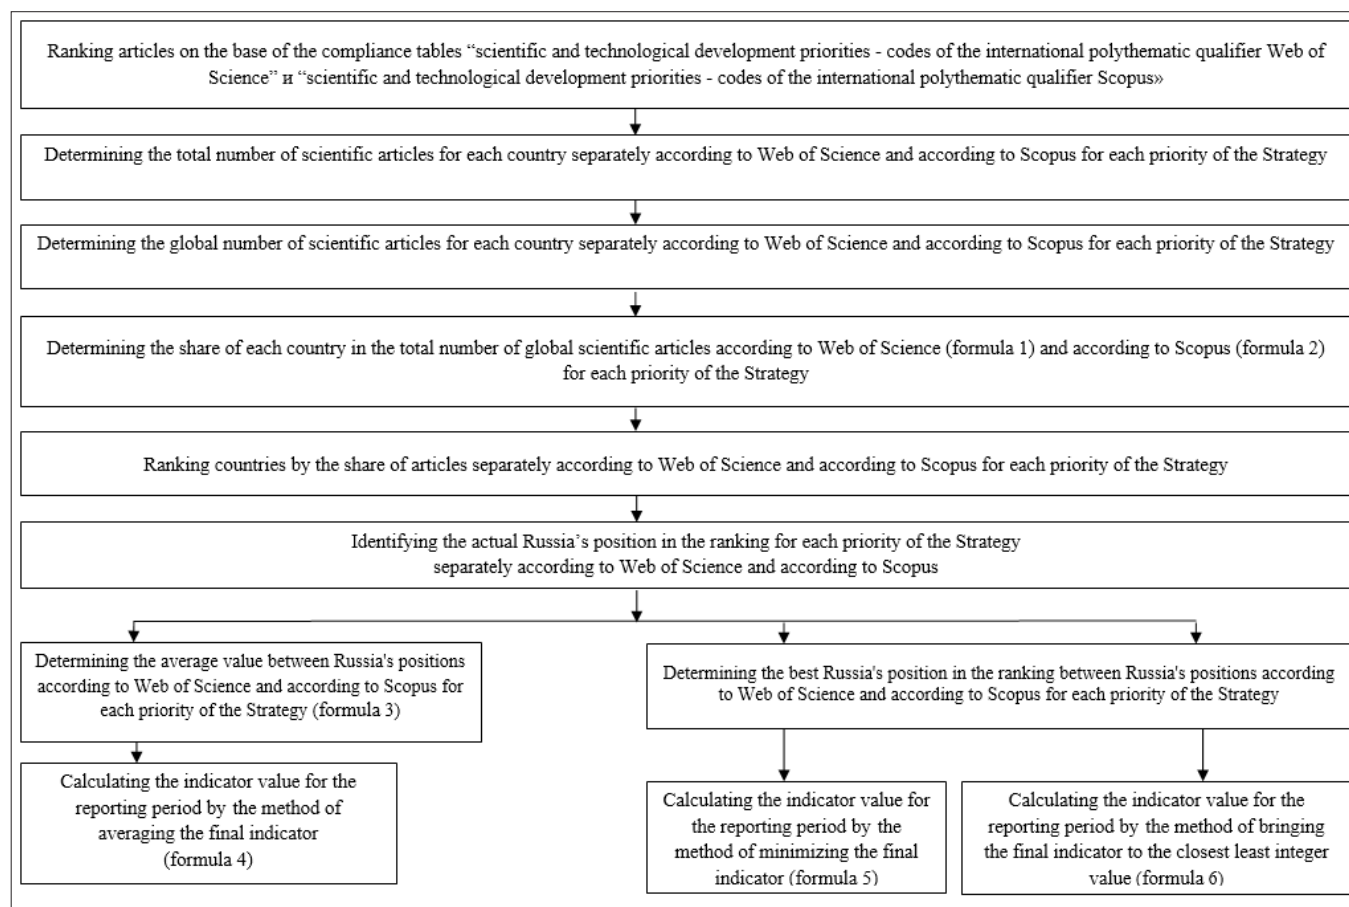 Ranking articles on the base of the compliance tables “scientific and technological development priorities - codes of the international polythematic qualifier Web of
Science” и “scientific and technological development priorities - codes of the international polythematic qualifier Scopus»
Determining the total number of scientific articles for each country separately according to Web of Science and according to Scopus for each priority of the Strategy
Determining the global number of scientific articles for each country separately according to Web of Science and according to Scopus for each priority of the Strategy
Determining the share of each country in the total number of global scientific articles according to Web of Science (formula 1) and according to Scopus (formula 2)
for each priority of the Strategy
Ranking countries by the share of articles separately according to Web of Science and according to Scopus for each priority of the Strategy
Identifying the actual Russia’s position in the ranking for each priority of the Strategy
separately according to Web of Science and according to Scopus
Determining the average value between Russia's positions
according to Web of Science and according to Scopus for
each priority of the Strategy (formula 3)
Determining the best Russia's position in the ranking between Russia's positions according
to Web of Science and according to Scopus for each priority of the Strategy
Calculating the indicator value for the
reporting period by the method of
averaging the final indicator
(formula 4)
Calculating the indicator value for
the reporting period by the
method of minimizing the final
indicator (formula 5)
Calculating the indicator value for the
reporting period by the method of bringing
the final indicator to the closest least integer
value (formula 6)